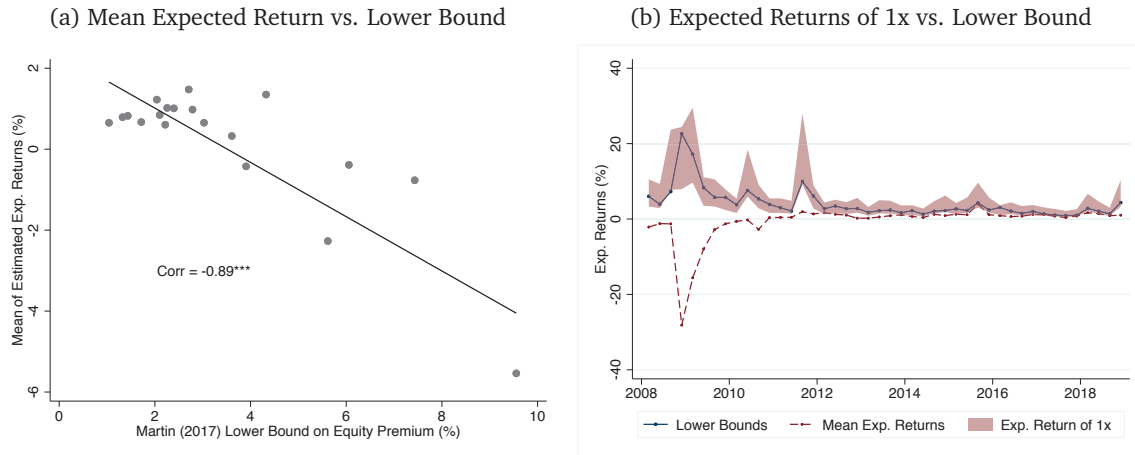 (a) Mean Expected Return vs. Lower Bound
Mean of Estimated Exp. Returns (%)
2
0
-2
-4
-6
Corr = -0.89***
0 2 4 6 8 10
Martin (2017) Lower Bound on Equity Premium (%)
(b) Expected Returns of 1x vs. Lower Bound
Exp. Returns (%)
40
20
0
-20
-40
2008 2010 2012 2014 2016 2018
Lower Bounds Mean Exp. Returns Exp. Return of 1x